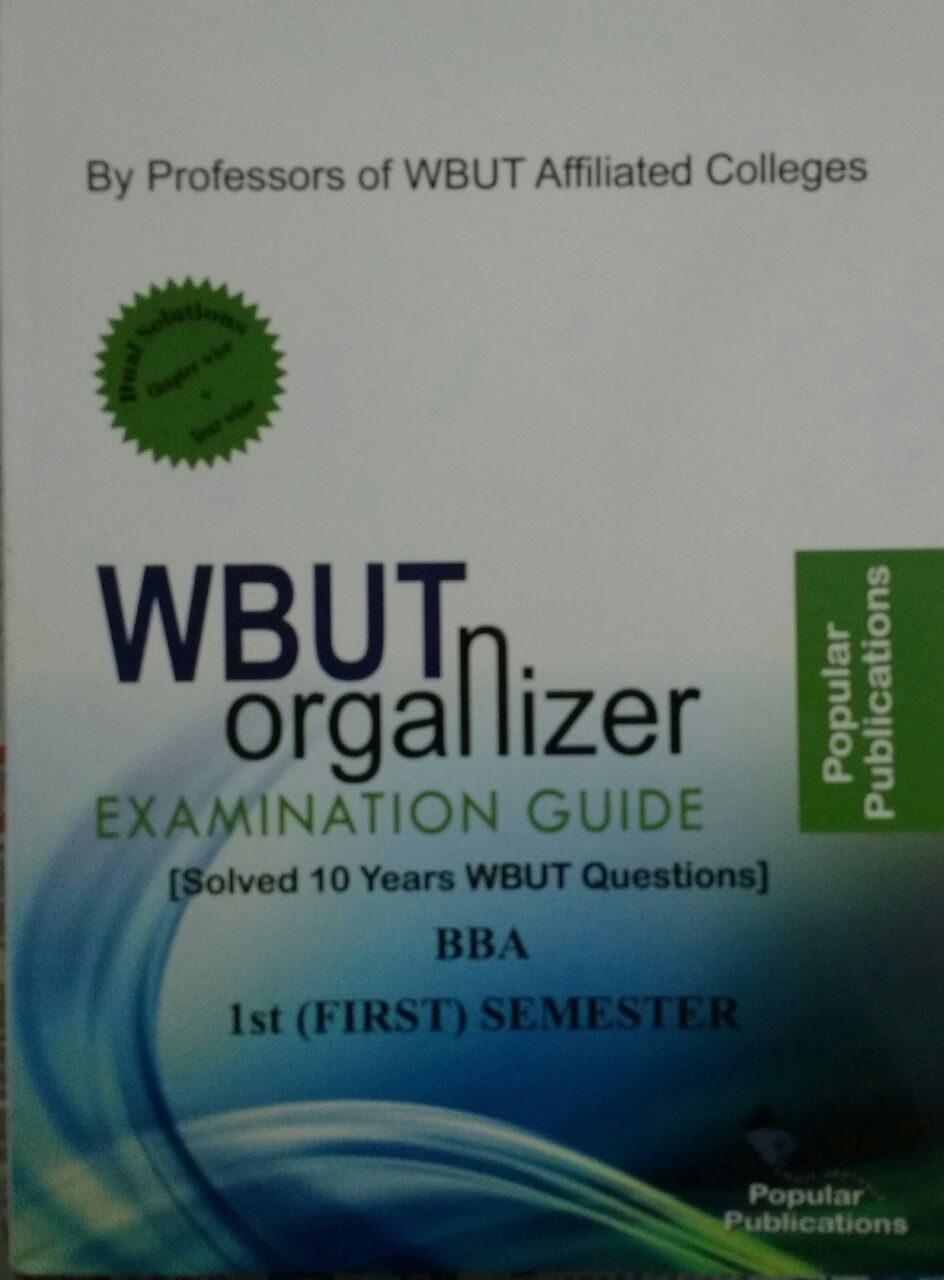 By Professors of WBUT Affiliated Colleges
Dual Solutions
Chapter wise
+
Year wise
WBUT
organizer
EXAMINATION GUIDE
[Solved 10 Years WBUT Questions]
BBA
1st (FIRST) SEMESTER
Popular
Publications
Popular
Publications